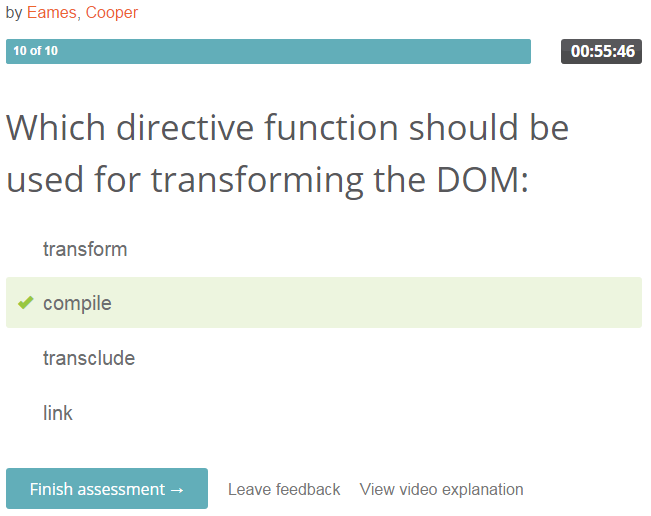 by Eames, Cooper
10 of 10
00:55:46
Which directive function should be
used for transforming the DOM:
transform
compile
transclude
link
Finish assessment → Leave feedback View video explanation